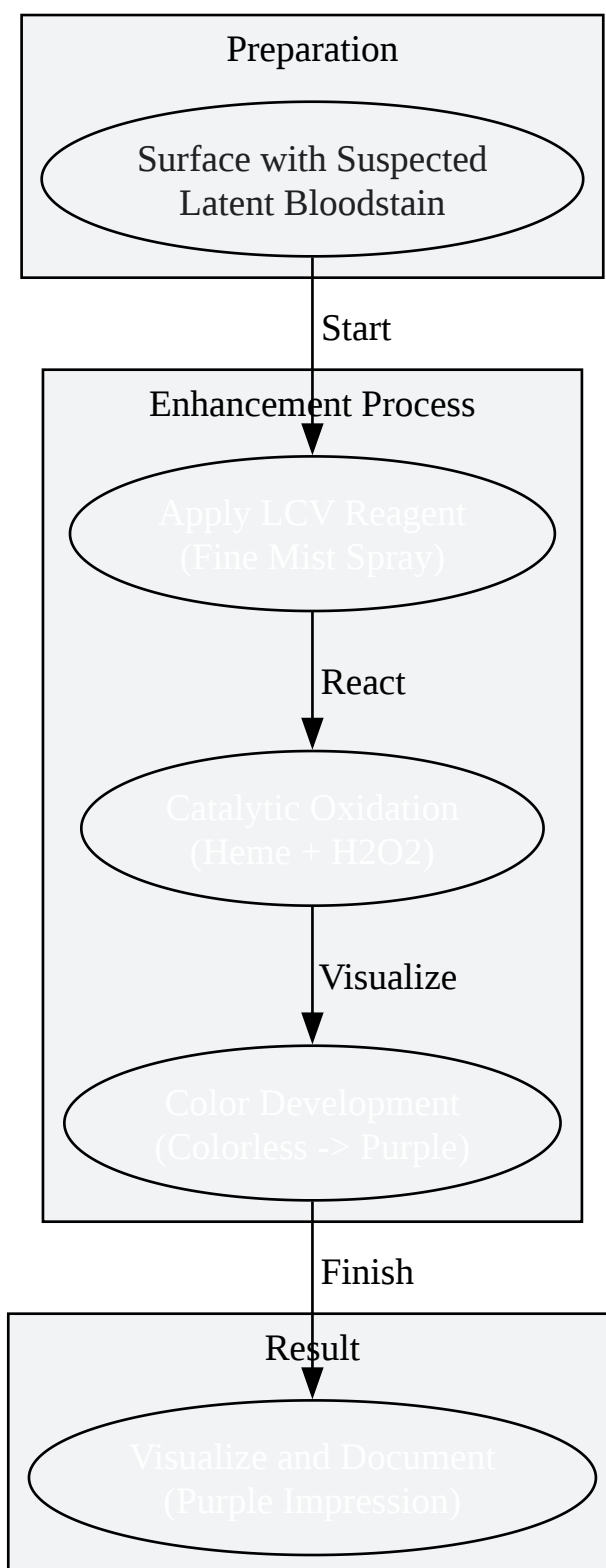 Preparation
Surface with Suspected
Latent Bloodstain
Start
Enhancement Process
Apply LCV Reagent
(Fine Mist Spray)
React
Catalytic Oxidation
(Heme + H2O2)
Visualize
Color Development
(Colorless -> Purple)
Finish
Result
Visualize and Document
(Purple Impression)